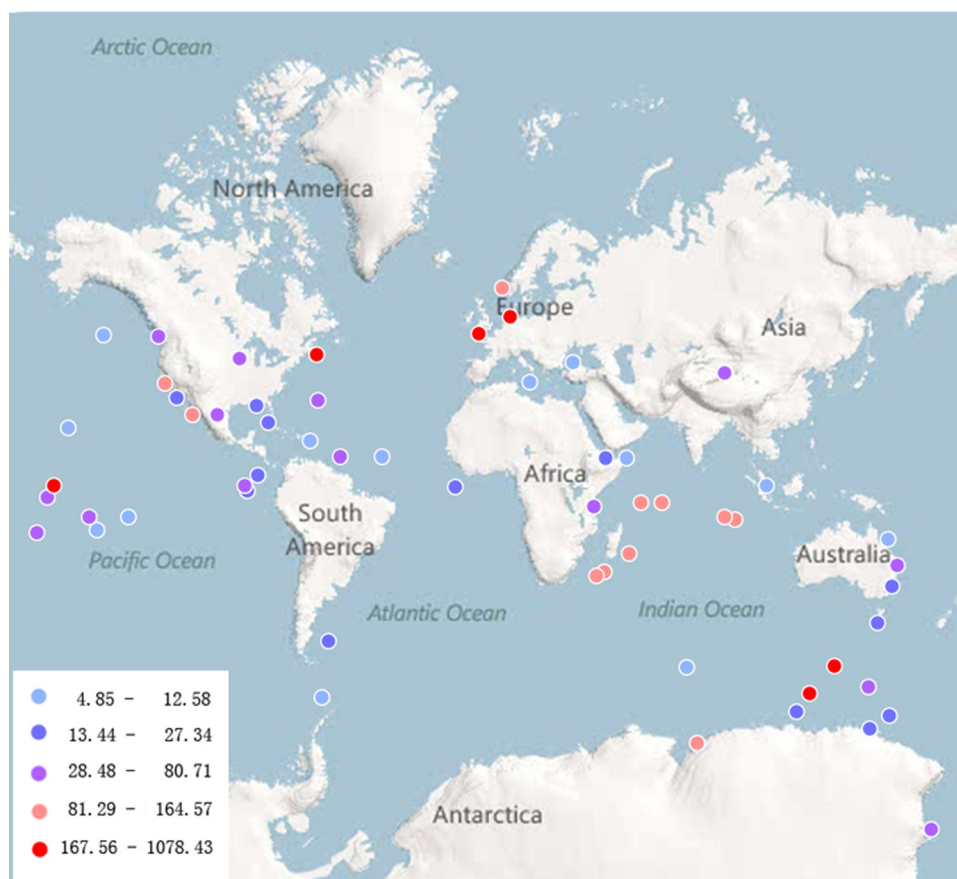 Arctic Ocean
North America
Europe
Asia
Africa
South
America
Pacific Ocean
Australia
Atlantic Ocean
Indian Ocean
4.85 - 12.58
13.44 - 27.34
28.48 - 80.71
81.29 - 164.57
167.56 - 1078.43
Antarctica